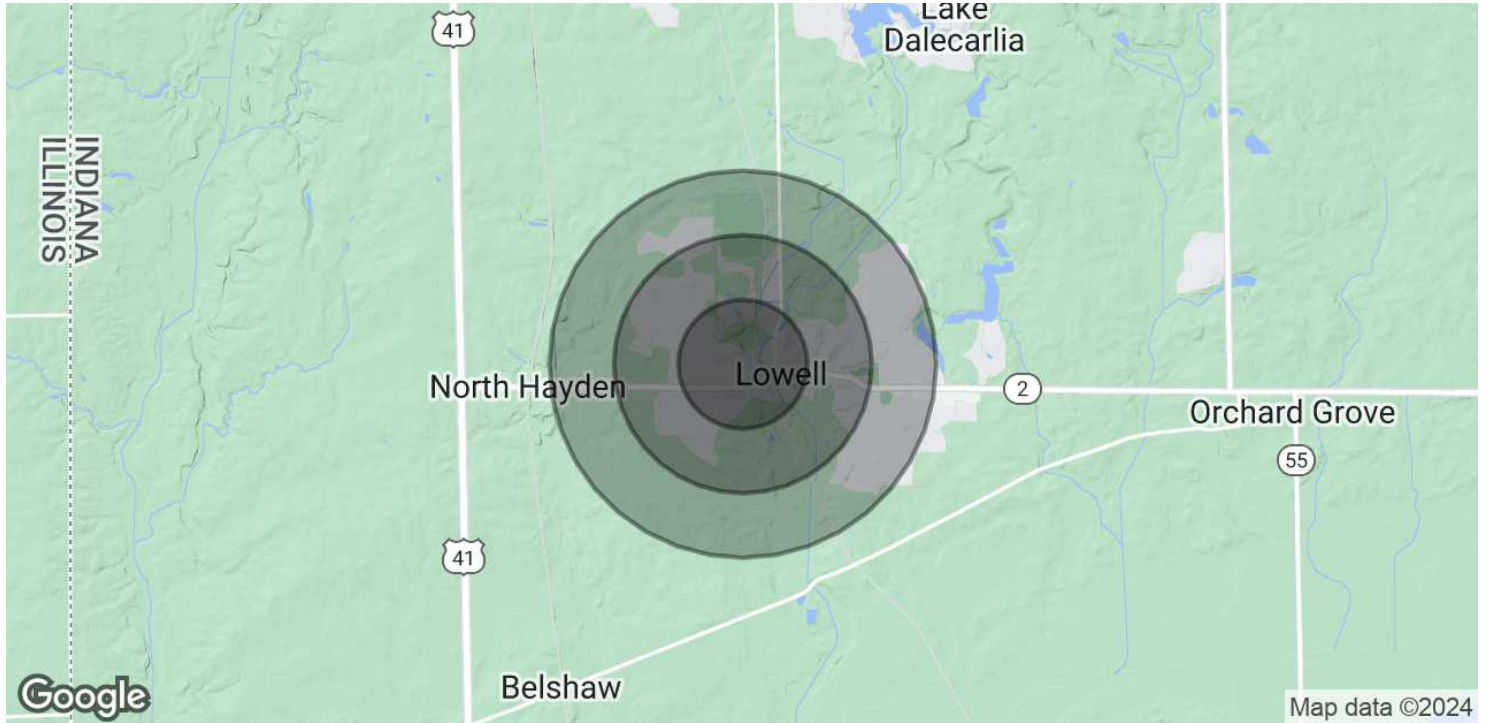 Lake
Dalecarlia
41
INDIANA
ILLINOIS
North Hayden
Lowell
2
Orchard Grove
55
41
Belshaw
Google
Map data ©2024